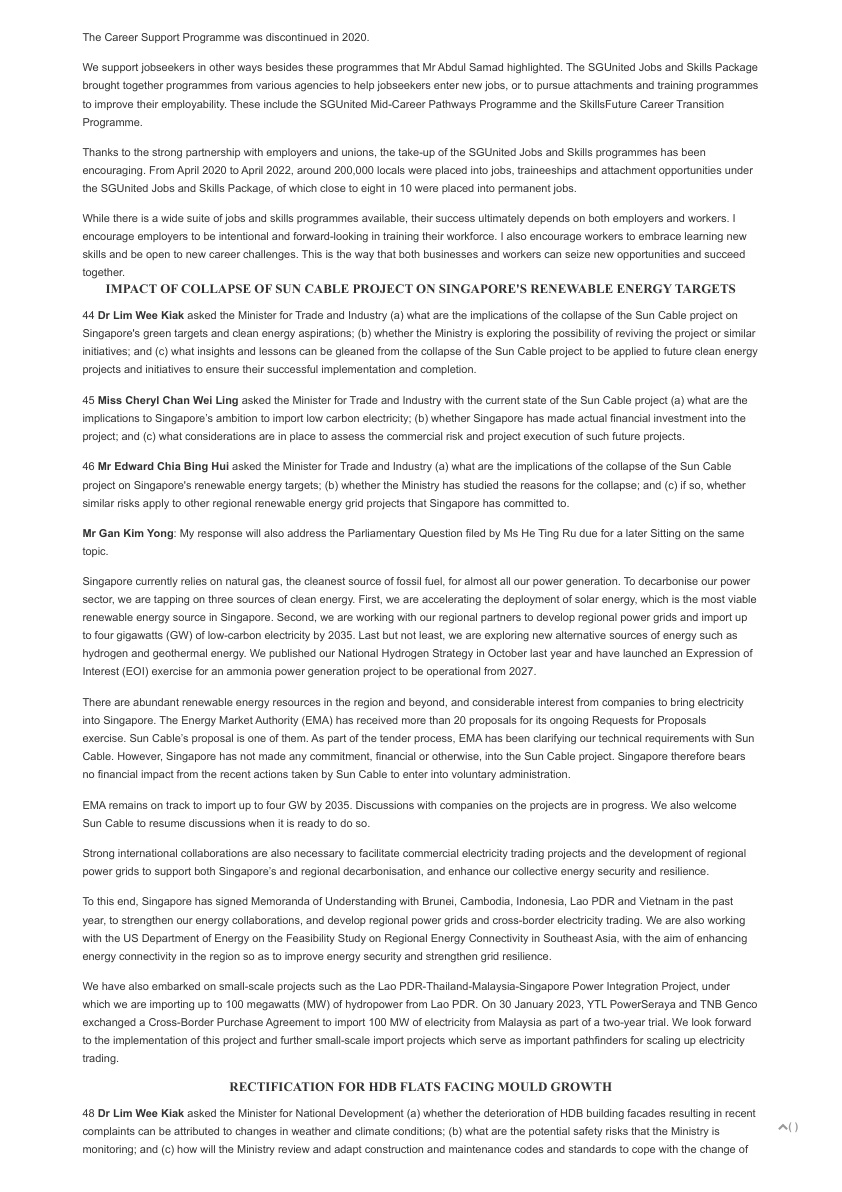 The Career Support Programme was discontinued in 2020.
We support jobseekers in other ways besides these programmes that Mr Abdul Samad highlighted. The SGUnited Jobs and Skills Package
brought together programmes from various agencies to help jobseekers enter new jobs, or to pursue attachments and training programmes
to improve their employability. These include the SGUnited Mid-Career Pathways Programme and the SkillsFuture Career Transition
Programme.
Thanks to the strong partnership with employers and unions, the take-up of the SGUnited Jobs and Skills programmes has been
encouraging. From April 2020 to April 2022, around 200,000 locals were placed into jobs, traineeships and attachment opportunities under
the SGUnited Jobs and Skills Package, of which close to eight in 10 were placed into permanent jobs.
While there is a wide suite of jobs and skills programmes available, their success ultimately depends on both employers and workers. I
encourage employers to be intentional and forward-looking in training their workforce. I also encourage workers to embrace learning new
skills and be open to new career challenges. This is the way that both businesses and workers can seize new opportunities and succeed
together.
IMPACT OF COLLAPSE OF SUN CABLE PROJECT ON SINGAPORE'S RENEWABLE ENERGY TARGETS
44 Dr Lim Wee Kiak asked the Minister for Trade and Industry (a) what are the implications of the collapse of the Sun Cable project on
Singapore's green targets and clean energy aspirations; (b) whether the Ministry is exploring the possibility of reviving the project or similar
initiatives; and (c) what insights and lessons can be gleaned from the collapse of the Sun Cable project to be applied to future clean energy
projects and initiatives to ensure their successful implementation and completion.
45 Miss Cheryl Chan Wei Ling asked the Minister for Trade and Industry with the current state of the Sun Cable project (a) what are the
implications to Singapore's ambition to import low carbon electricity; (b) whether Singapore has made actual financial investment into the
project; and (c) what considerations are in place to assess the commercial risk and project execution of such future projects.
46 Mr Edward Chia Bing Hui asked the Minister for Trade and Industry (a) what are the implications of the collapse of the Sun Cable
project on Singapore's renewable energy targets; (b) whether the Ministry has studied the reasons for the collapse; and (c) if so, whether
similar risks apply to other regional renewable energy grid projects that Singapore has committed to.
Mr Gan Kim Yong: My response will also address the Parliamentary Question filed by Ms He Ting Ru due for a later Sitting on the same
topic.
Singapore currently relies on natural gas, the cleanest source of fossil fuel, for almost all our power generation. To decarbonise our power
sector, we are tapping on three sources of clean energy. First, we are accelerating the deployment of solar energy, which is the most viable
renewable energy source in Singapore. Second, we are working with our regional partners to develop regional power grids and import up
to four gigawatts (GW) of low-carbon electricity by 2035. Last but not least, we are exploring new alternative sources of energy such as
hydrogen and geothermal energy. We published our National Hydrogen Strategy in October last year and have launched an Expression of
Interest (EOI) exercise for an ammonia power generation project to be operational from 2027.
There are abundant renewable energy resources in the region and beyond, and considerable interest from companies to bring electricity
into Singapore. The Energy Market Authority (EMA) has received more than 20 proposals for its ongoing Requests for Proposals
exercise. Sun Cable's proposal is one of them. As part of the tender process, EMA has been clarifying our technical requirements with Sun
Cable. However, Singapore has not made any commitment, financial or otherwise, into the Sun Cable project. Singapore therefore bears
no financial impact from the recent actions taken by Sun Cable to enter into voluntary administration.
EMA remains on track to import up to four GW by 2035. Discussions with companies on the projects are in progress. We also welcome
Sun Cable to resume discussions when it is ready to do so.
Strong international collaborations are also necessary to facilitate commercial electricity trading projects and the development of regional
power grids to support both Singapore's and regional decarbonisation, and enhance our collective energy security and resilience.
To this end, Singapore has signed Memoranda of Understanding with Brunei, Cambodia, Indonesia, Lao PDR and Vietnam in the past
year, to strengthen our energy collaborations, and develop regional power grids and cross-border electricity trading. We are also working
with the US Department of Energy on the Feasibility Study on Regional Energy Connectivity in Southeast Asia, with the aim of enhancing
energy connectivity in the region so as to improve energy security and strengthen grid resilience.
We have also embarked on small-scale projects such as the Lao PDR-Thailand-Malaysia-Singapore Power Integration Project, under
which we are importing up to 100 megawatts (MW) of hydropower from Lao PDR. On 30 January 2023, YTL PowerSeraya and TNB Genco
exchanged a Cross-Border Purchase Agreement to import 100 MW of electricity from Malaysia as part of a two-year trial. We look forward
to the implementation of this project and further small-scale import projects which serve as important pathfinders for scaling up electricity
trading.
RECTIFICATION FOR HDB FLATS FACING MOULD GROWTH
48 Dr Lim Wee Kiak asked the Minister for National Development (a) whether the deterioration of HDB building facades resulting in recent
complaints can be attributed to changes in weather and climate conditions; (b) what are the potential safety risks that the Ministry is
monitoring; and (c) how will the Ministry review and adapt construction and maintenance codes and standards to cope with the change of
( )